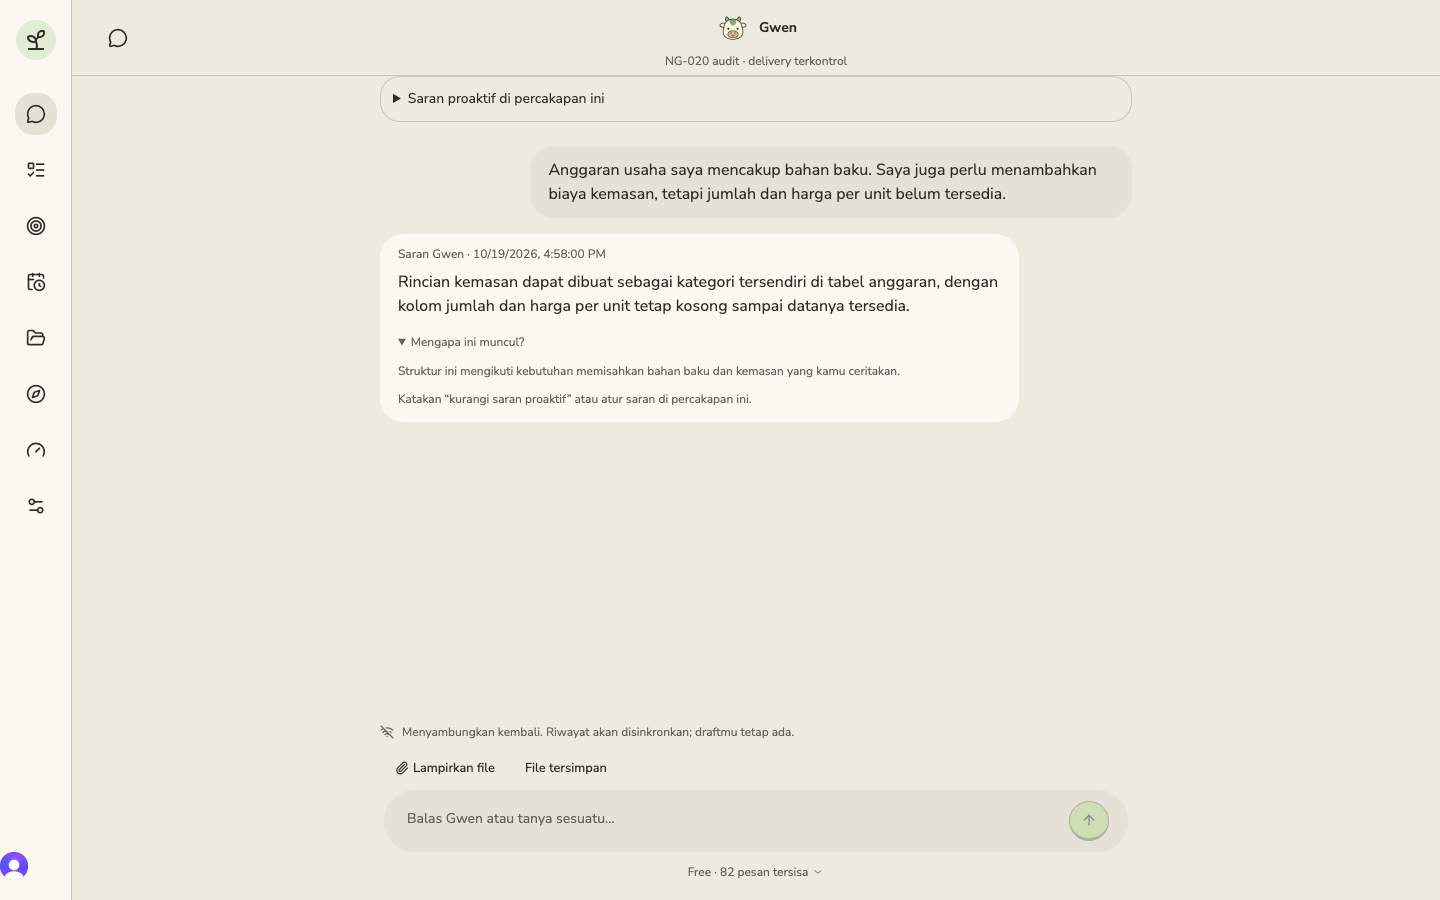 Gwen
NG-020 audit · delivery terkontrol
Saran proaktif di percakapan ini
Anggaran usaha saya mencakup bahan baku. Saya juga perlu menambahkan
biaya kemasan, tetapi jumlah dan harga per unit belum tersedia.
Saran Gwen · 10/19/2026, 4:58:00 PM
Rincian kemasan dapat dibuat sebagai kategori tersendiri di tabel anggaran, dengan
kolom jumlah dan harga per unit tetap kosong sampai datanya tersedia.
Mengapa ini muncul?
Struktur ini mengikuti kebutuhan memisahkan bahan baku dan kemasan yang kamu ceritakan.
Katakan “kurangi saran proaktif” atau atur saran di percakapan ini.
Menyambungkan kembali. Riwayat akan disinkronkan; draftmu tetap ada.
Lampirkan file File tersimpan
Balas Gwen atau tanya sesuatu...
Free · 82 pesan tersisa